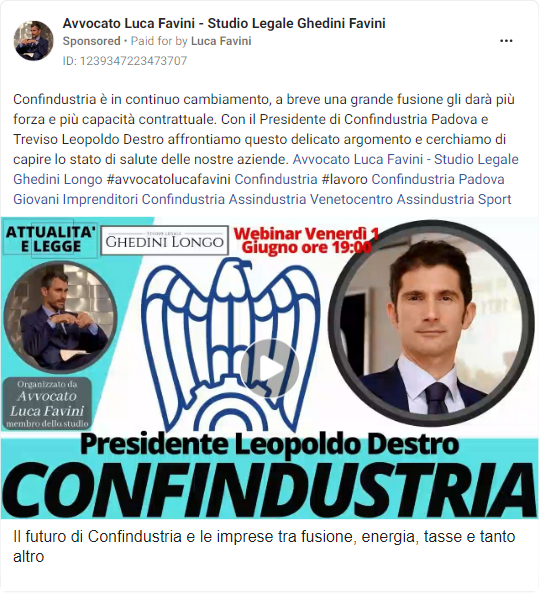 Avvocato Luca Favini - Studio Legale Ghedini Favini
Sponsored • Paid for by Luca Favini
ID: 1239347223473707
Confindustria è in continuo cambiamento, a breve una grande fusione gli darà più
forza e più capacità contrattuale. Con il Presidente di Confindustria Padova e
Treviso Leopoldo Destro affrontiamo questo delicato argomento e cerchiamo di
capire lo stato di salute delle nostre aziende. Avvocato Luca Favini - Studio Legale
Ghedini Longo #avvocatolucafavini Confindustria #lavoro Confindustria Padova
Giovani Imprenditori Confindustria Assindustria Venetocentro Assindustria Sport
ATTUALITA'
E LEGGE
STUDIO LEGALE
GHEDINI LONGO
Webinar Venerdì 1
Giugno ore 19:00
Organizzato da
Avvocato
Luca Favini
membro dello studio
Presidente Leopoldo Destro
CONFINDUSTRIA
Il futuro di Confindustria e le imprese tra fusione, energia, tasse e tanto
altro